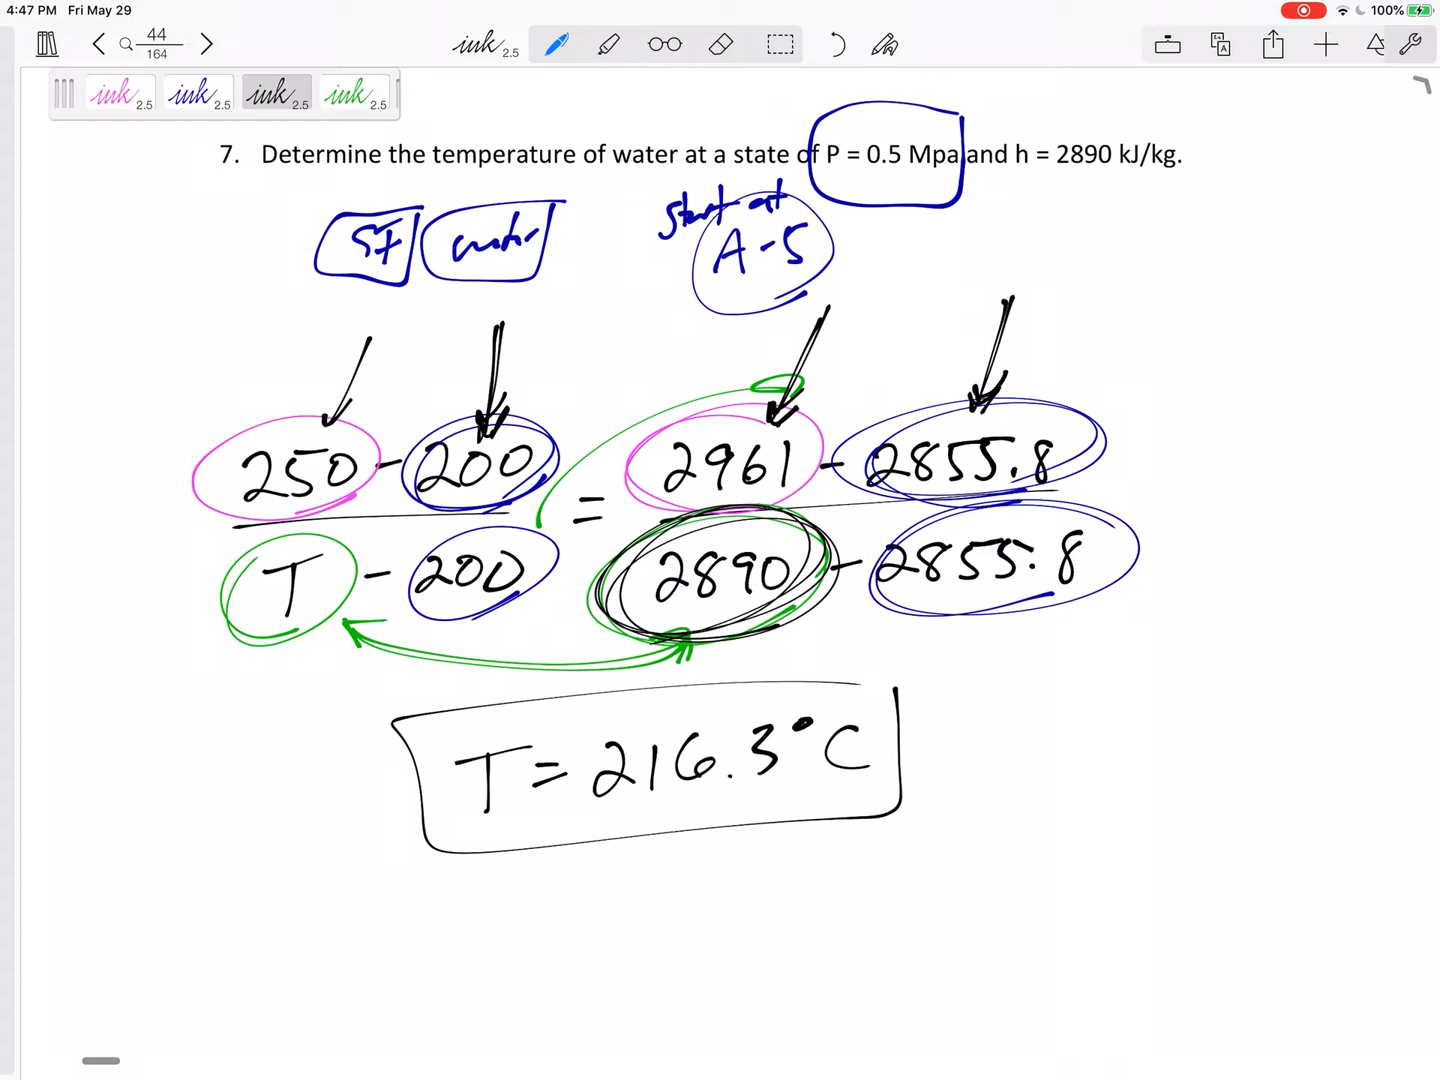 4:47 PM Fri May 29
100%
44
164
ink 2.5
ink 2.5 ink 2.5 ink 2.5 ink 2.5
7. Determine the temperature of water at a state of P = 0.5 Mpa and h = 2890 kJ/kg.
SI water
start at
A-5
250 - 200 = 2961 - 2855.8
T - 200 2890 - 2855.8
T = 216.3°C